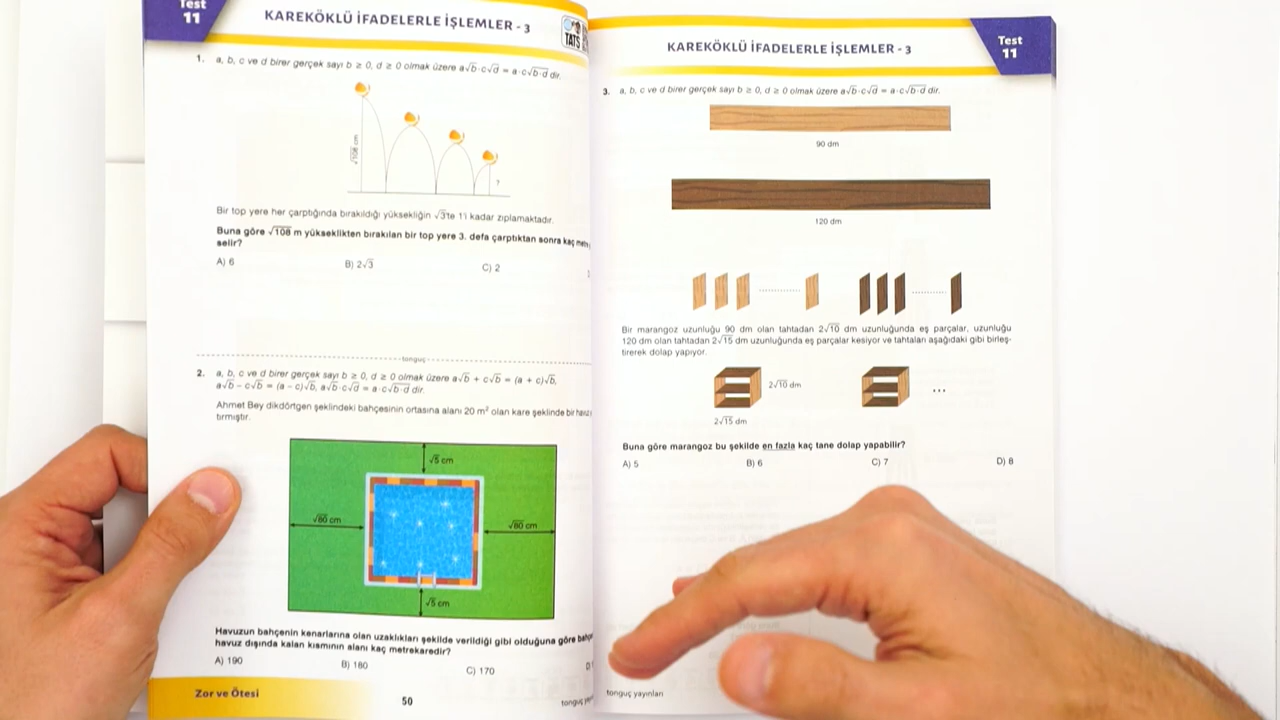 Test
11
KAREKÖKLÜ İFADELERLE İŞLEMLER - 3
TATS
1. a, b, c ve d birer gerçek sayı b ≥ 0, d ≥ 0 olmak üzere a√b · c√d = a · c√b · d dir.
√108 cm
?
Bir top yere her çarptığında bırakıldığı yüksekliğin √3'te 1'i kadar zıplamaktadır.
Buna göre √108 m yükseklikten bırakılan bir top yere 3. defa çarptıktan sonra kaç
selir?
A) 6
B) 2√3
C) 2
tonguç
2. a, b, c ve d birer gerçek sayı b ≥ 0, d ≥ 0 olmak üzere a√b + c√b = (a + c)√b,
a√b – c√b = (a – c)√b, a√b · c√d = a · c√b · d dir.
Ahmet Bey dikdörtgen şeklindeki bahçesinin ortasına alanı 20 m² olan kare şeklinde bir
tırmıştır.
√5 cm
√80 cm
√80 cm
√5 cm
Havuzun bahçenin kenarlarına olan uzaklıkları şekilde verildiği gibi olduğuna göre
havuz dışında kalan kısmının alanı kaç metrekaredir?
A) 190
B) 180
C) 170
Zor ve Ötesi
50
KAREKÖKLÜ İFADELERLE İŞLEMLER - 3
Test
11
3. a, b, c ve d birer gerçek sayı b ≥ 0, d ≥ 0 olmak üzere a√b · c√d = a · c√b · d dir.
90 dm
120 dm
Bir marangoz uzunluğu 90 dm olan tahtadan 2√10 dm uzunluğunda eş parçalar, uzunluğu
120 dm olan tahtadan 2√15 dm uzunluğunda eş parçalar kesiyor ve tahtaları aşağıdaki gibi birleş-
tirerek dolap yapıyor.
2√10 dm
...
2√15 dm
Buna göre marangoz bu şekilde en fazla kaç tane dolap yapabilir?
A) 5
B) 6
C) 7
D) 8
tonguç yayınları